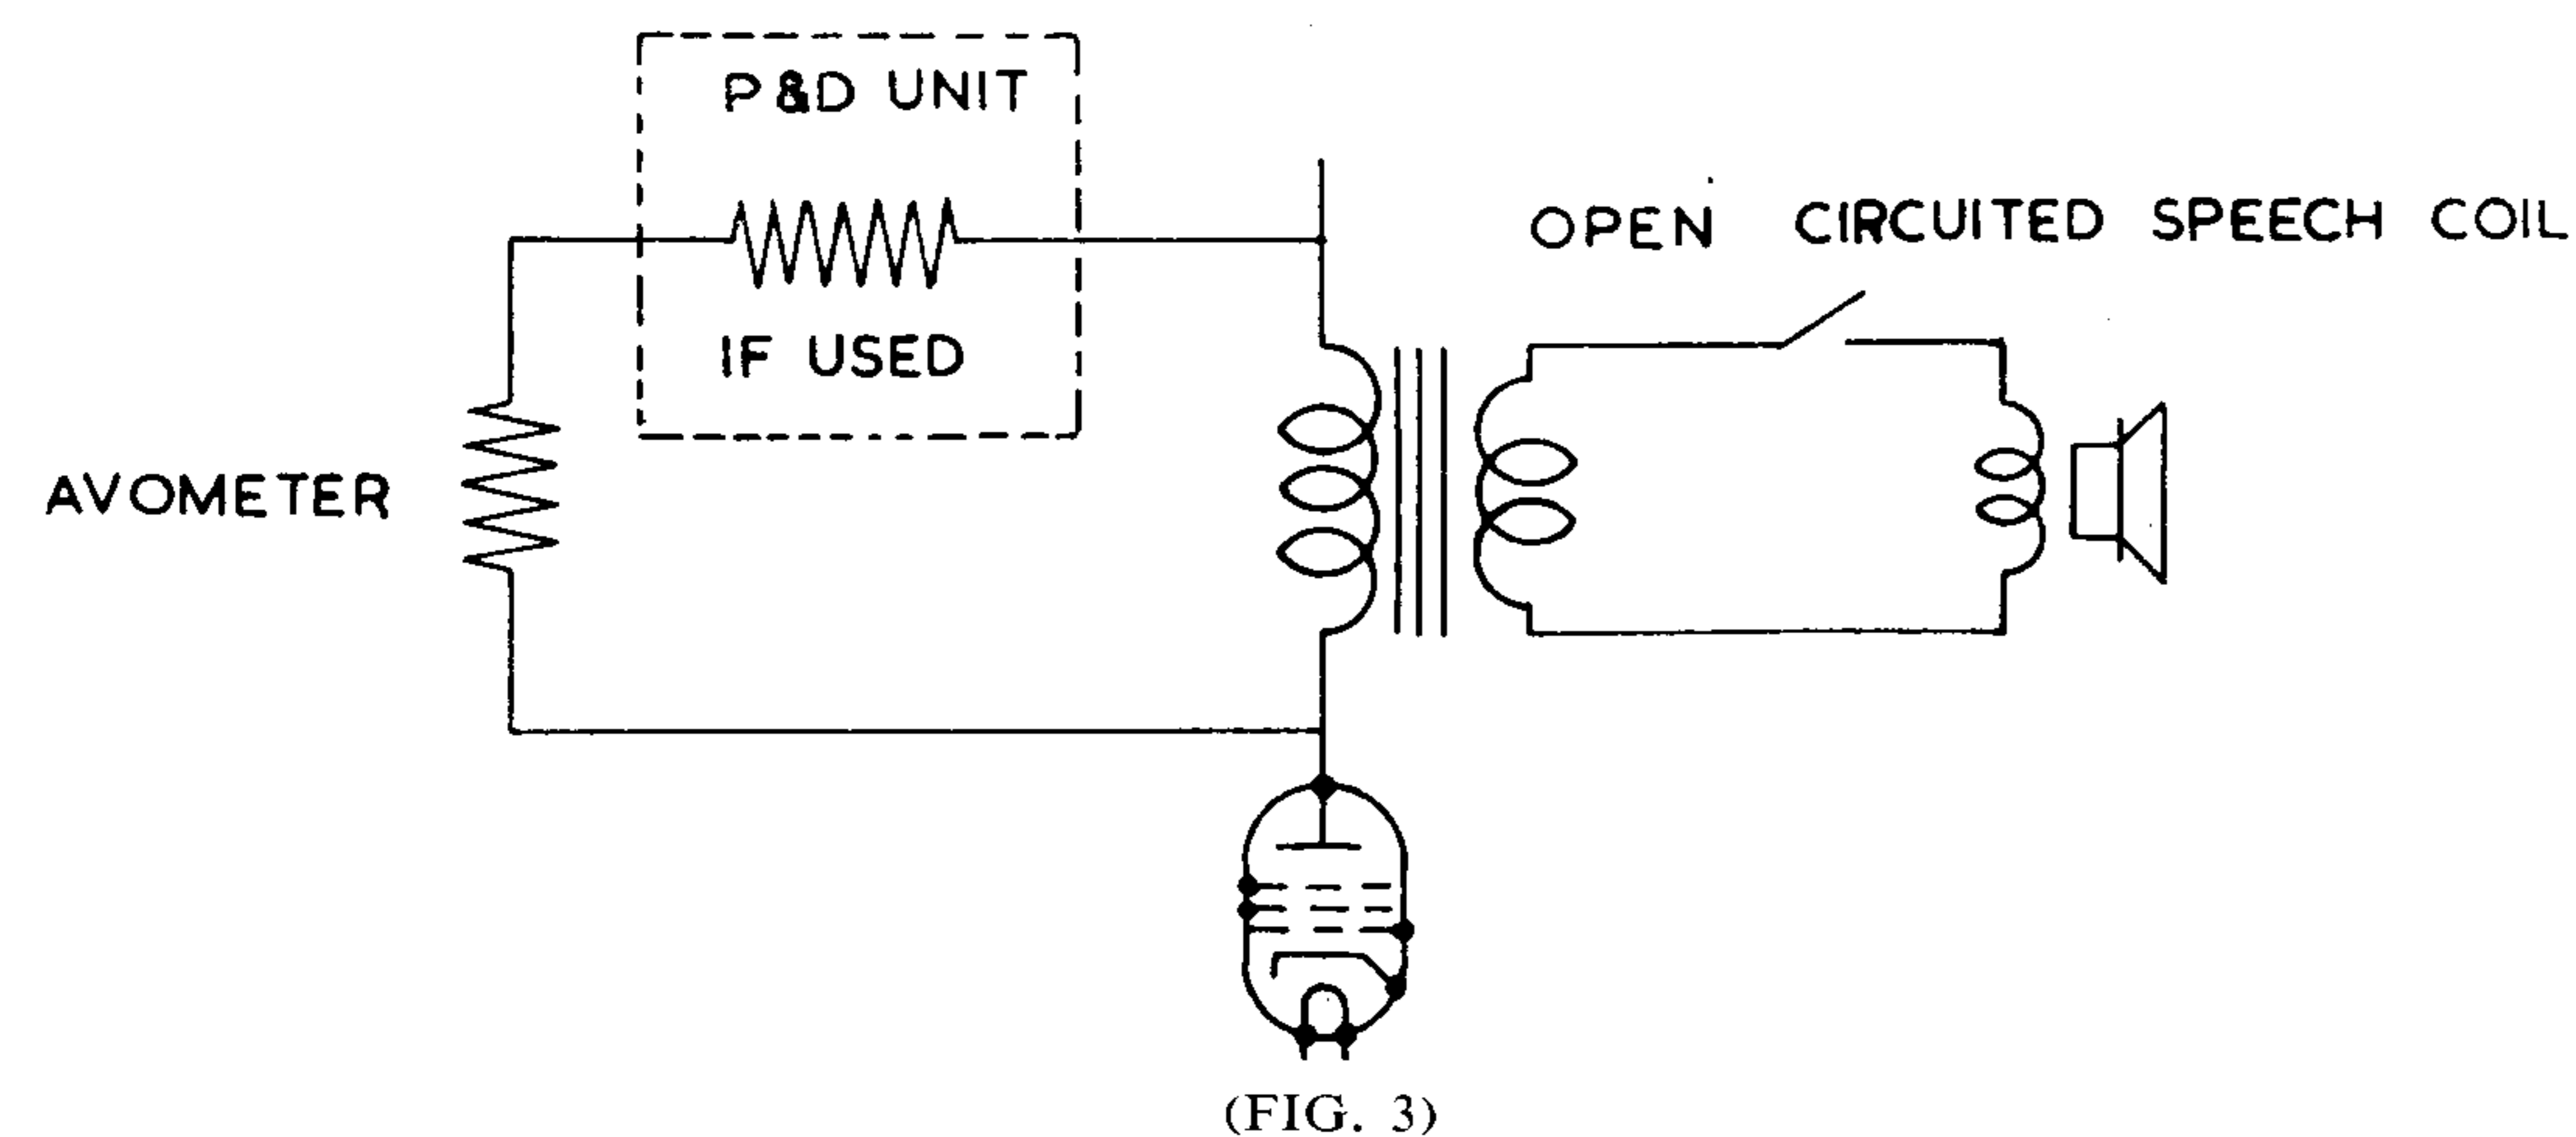 P&D UNIT
IF USED
OPEN CIRCUITED SPEECH COIL
AVOMETER
(FIG. 3)